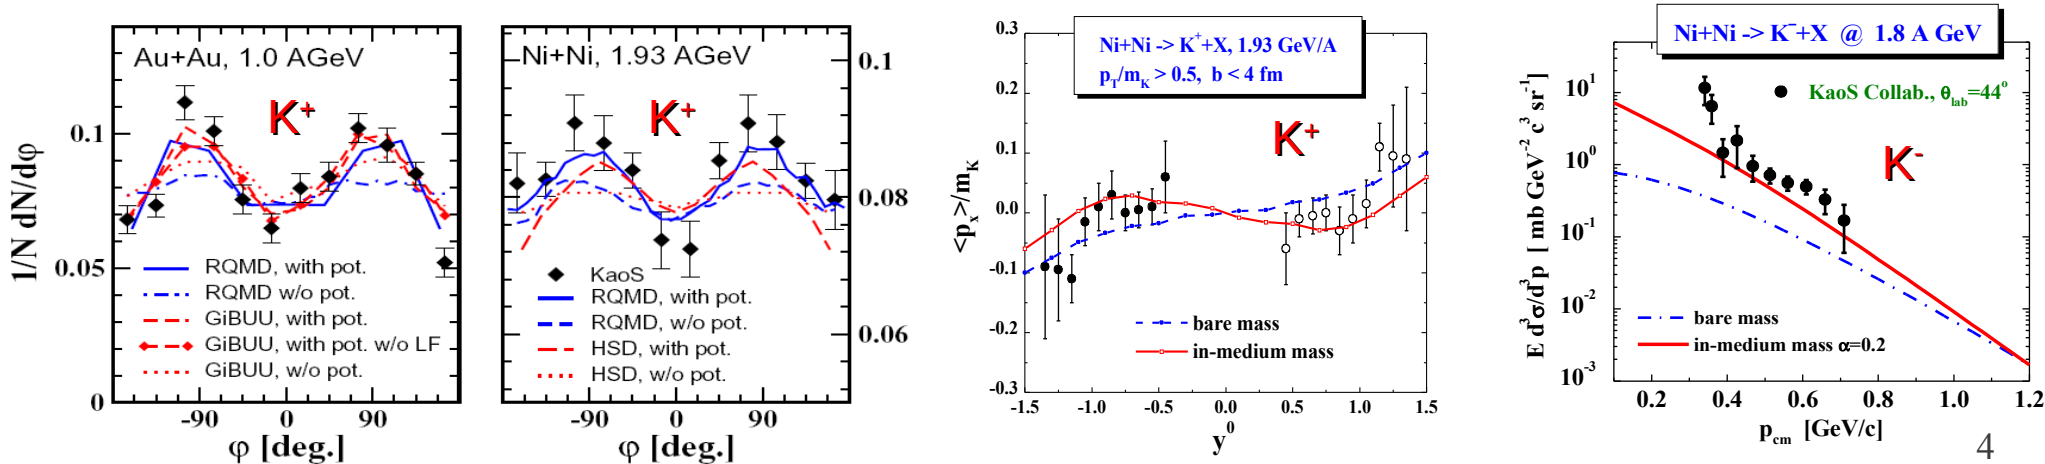 1/N dN/dφ
Au+Au, 1.0 AGeV
K⁺
0.1
0.05
0
RQMD, with pot.
RQMD w/o pot.
GiBUU, with pot.
GiBUU, with pot. w/o LF
GiBUU, w/o pot.
-90 0 90
φ [deg.]
Ni+Ni, 1.93 AGeV
K⁺
0.1
0.08
0.06
KaoS
RQMD, with pot.
RQMD, w/o pot.
HSD, with pot.
HSD, w/o pot.
-90 0 90
φ [deg.]
<pₓ>/m_K
0.3
0.2
0.1
0.0
-0.1
-0.2
-0.3
Ni+Ni -> K⁺+X, 1.93 GeV/A
p_T/m_K > 0.5, b < 4 fm
K⁺
bare mass
in-medium mass
-1.5 -1.0 -0.5 0.0 0.5 1.0 1.5
y⁰
E d³σ/d³p [ mb GeV⁻² c³ sr⁻¹ ]
Ni+Ni -> K⁻+X @ 1.8 A GeV
10¹
10⁰
10⁻¹
10⁻²
10⁻³
KaoS Collab., θ_lab=44°
K⁻
bare mass
in-medium mass α=0.2
0.2 0.4 0.6 0.8 1.0 1.2
p_cm [GeV/c]
4